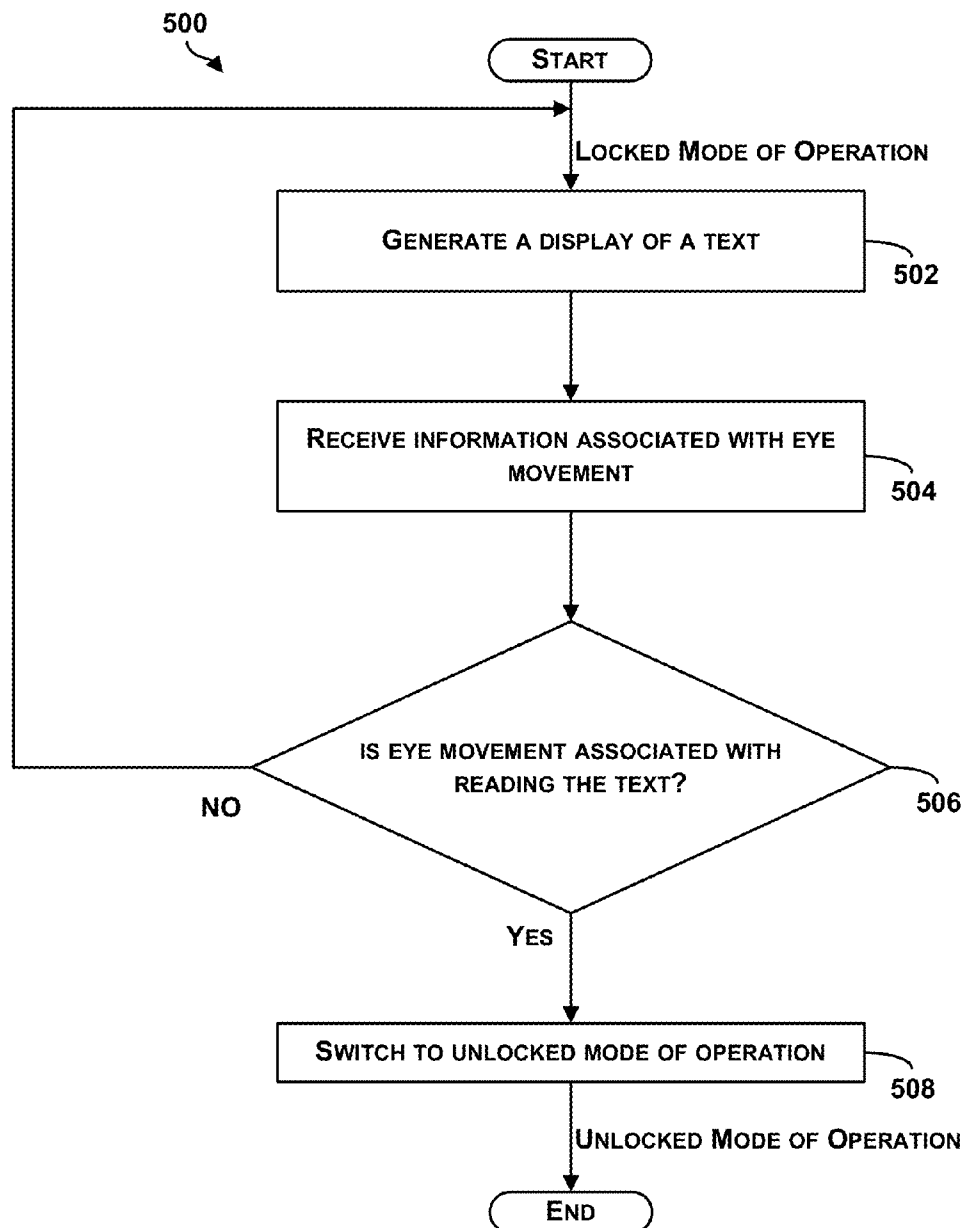 500
START
LOCKED MODE OF OPERATION
GENERATE A DISPLAY OF A TEXT
502
RECEIVE INFORMATION ASSOCIATED WITH EYE
MOVEMENT
504
IS EYE MOVEMENT ASSOCIATED WITH
READING THE TEXT?
506
NO
YES
SWITCH TO UNLOCKED MODE OF OPERATION
508
UNLOCKED MODE OF OPERATION
END